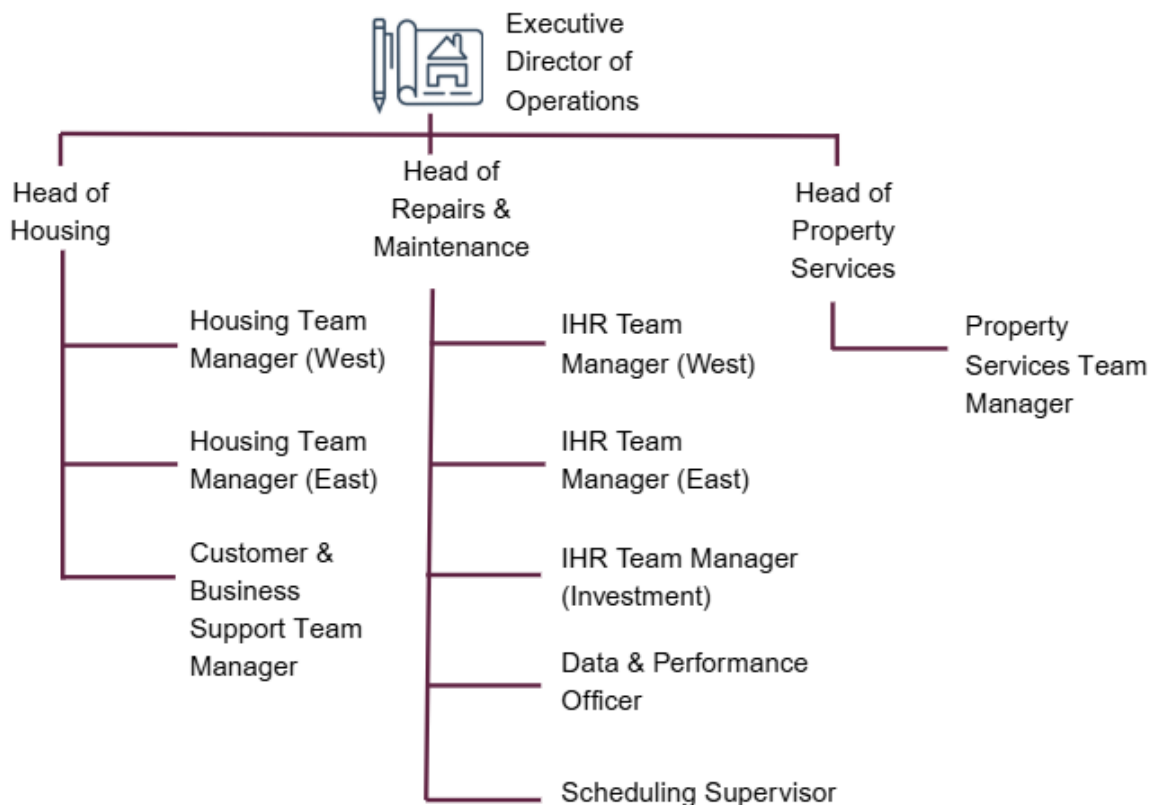 Executive
Director of
Operations
Head of
Housing
Head of
Repairs &
Maintenance
Head of
Property
Services
Housing Team
Manager (West)
Housing Team
Manager (East)
Customer &
Business
Support Team
Manager
IHR Team
Manager (West)
IHR Team
Manager (East)
IHR Team Manager
(Investment)
Data & Performance
Officer
Scheduling Supervisor
Property
Services Team
Manager